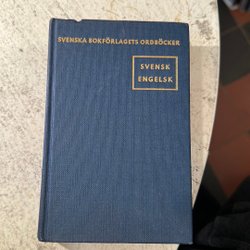 SVENSKA BOKFÖRLAGETS ORDBÖCKER
SVENSK
ENGELSK